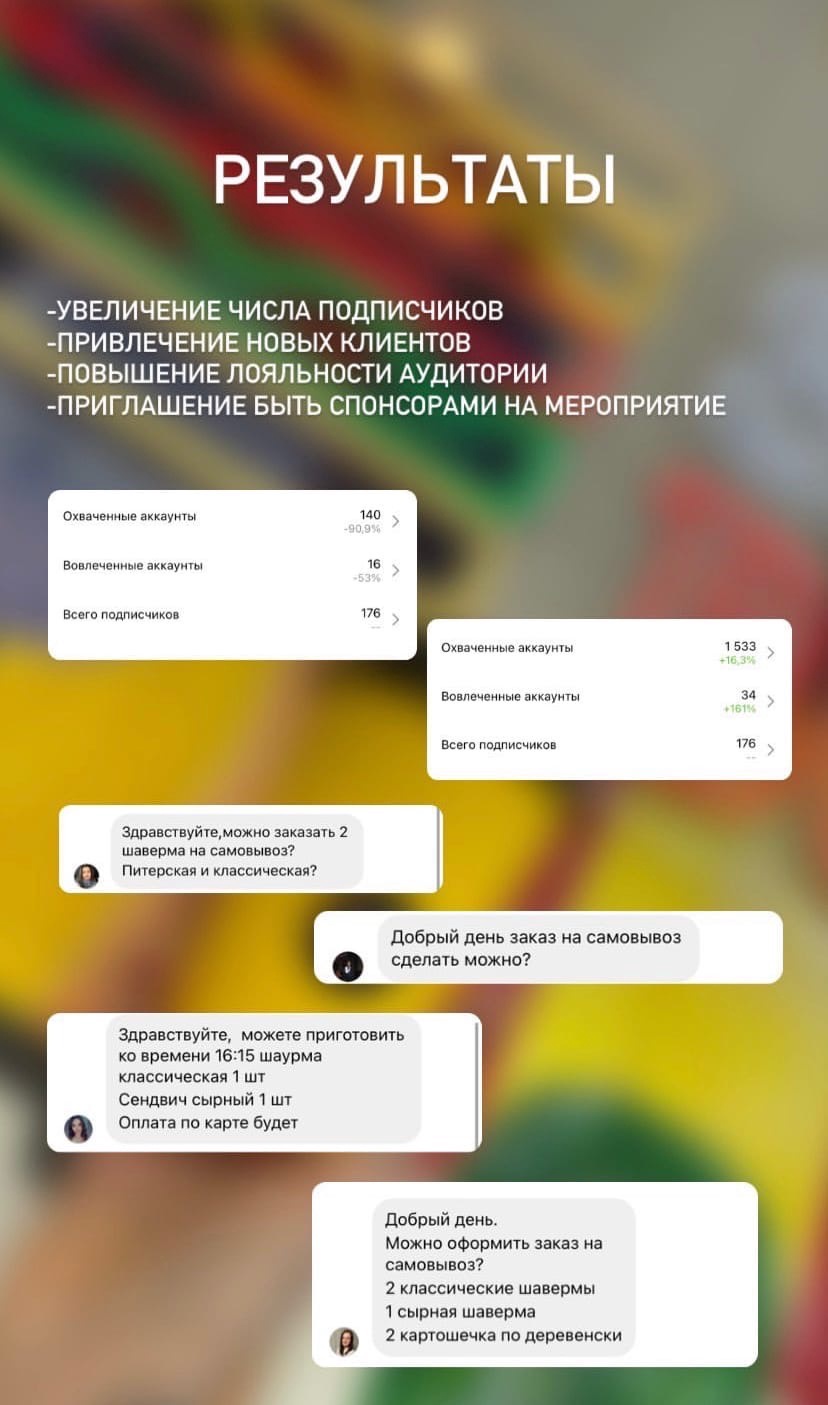 РЕЗУЛЬТАТЫ
-УВЕЛИЧЕНИЕ ЧИСЛА ПОДПИСЧИКОВ
-ПРИВЛЕЧЕНИЕ НОВЫХ КЛИЕНТОВ
-ПОВЫШЕНИЕ ЛОЯЛЬНОСТИ АУДИТОРИИ
-ПРИГЛАШЕНИЕ БЫТЬ СПОНСОРАМИ НА МЕРОПРИЯТИЕ
Охваченные аккаунты 140
-90,9%
Вовлеченные аккаунты 16
-53%
Всего подписчиков 176
--
Охваченные аккаунты 1 533
+16,3%
Вовлеченные аккаунты 34
+161%
Всего подписчиков 176
--
Здравствуйте,можно заказать 2
шаверма на самовывоз?
Питерская и классическая?
Добрый день заказ на самовывоз
сделать можно?
Здравствуйте, можете приготовить
ко времени 16:15 шаурма
классическая 1 шт
Сендвич сырный 1 шт
Оплата по карте будет
Добрый день.
Можно оформить заказ на
самовывоз?
2 классические шавермы
1 сырная шаверма
2 картошечка по деревенски